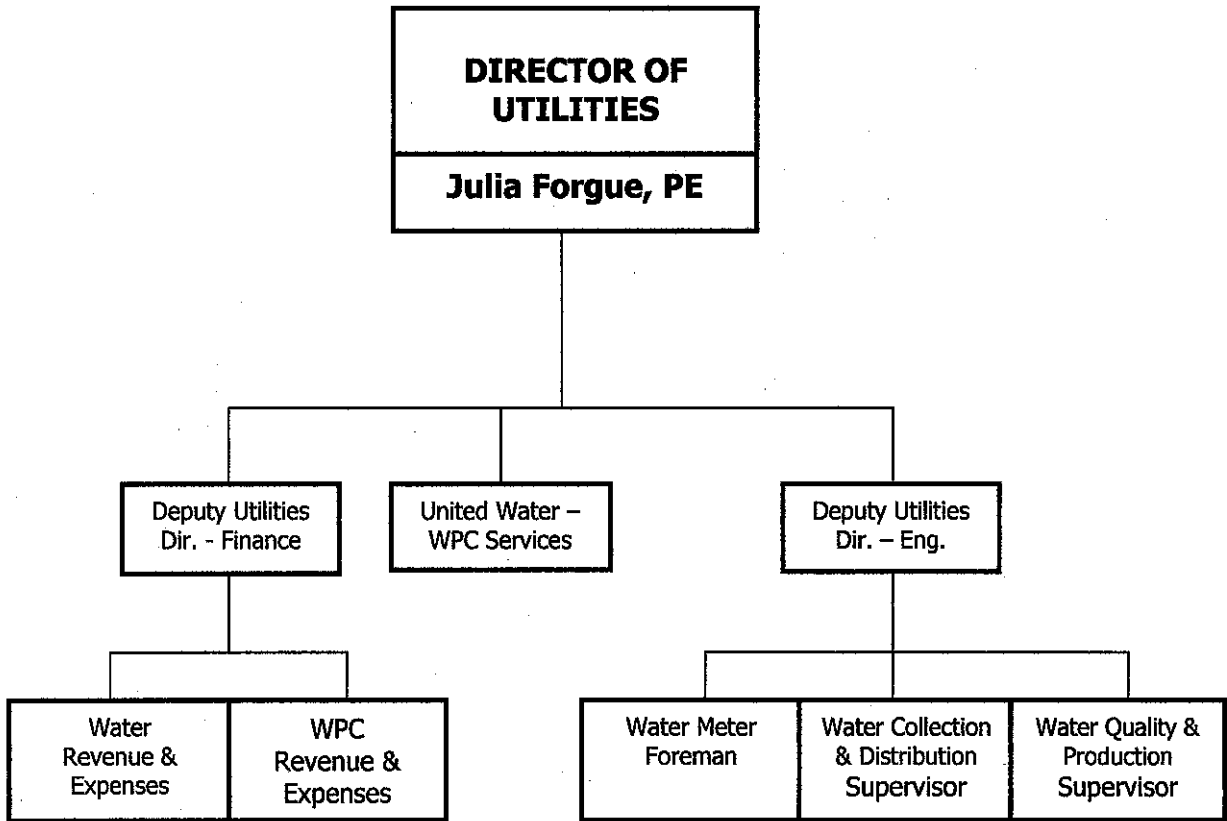 DIRECTOR OF
UTILITIES
Julia Forgue, PE
Deputy Utilities
Dir. - Finance
United Water –
WPC Services
Deputy Utilities
Dir. – Eng.
Water
Revenue &
Expenses
WPC
Revenue &
Expenses
Water Meter
Foreman
Water Collection
& Distribution
Supervisor
Water Quality &
Production
Supervisor